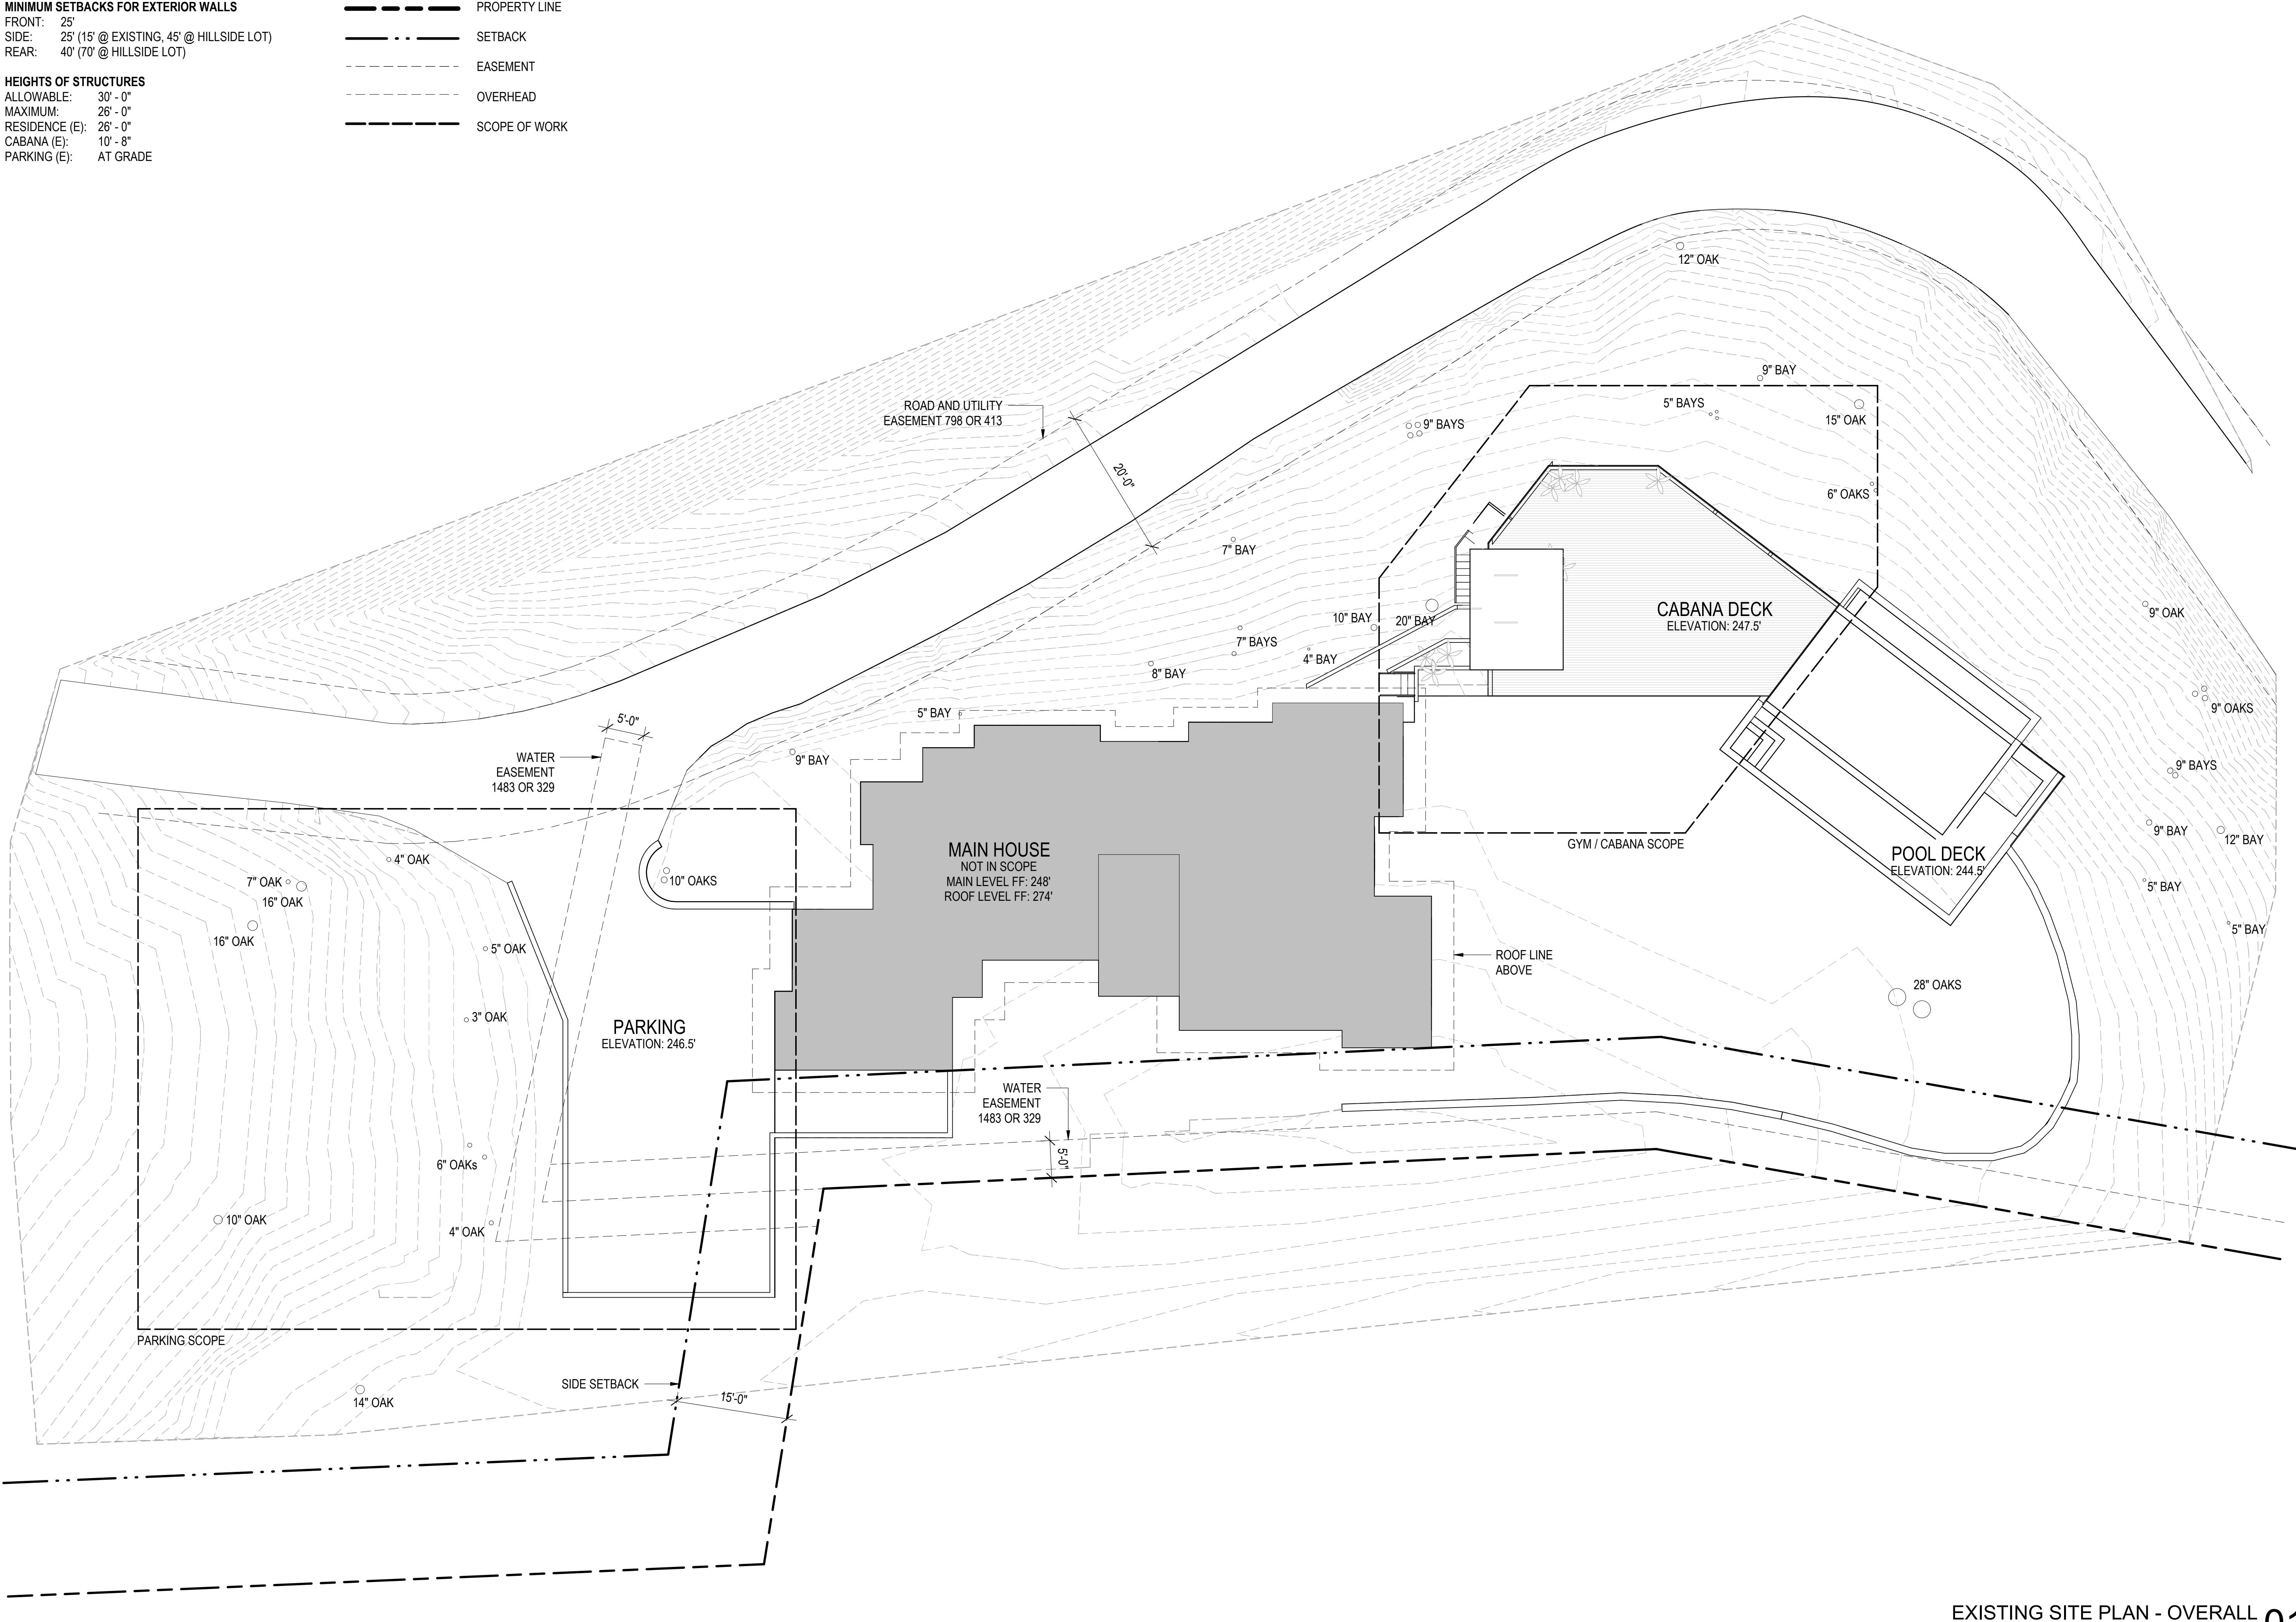 MINIMUM SETBACKS FOR EXTERIOR WALLS
FRONT: 25'
SIDE: 25' (15' @ EXISTING, 45' @ HILLSIDE LOT)
REAR: 40' (70' @ HILLSIDE LOT)
HEIGHTS OF STRUCTURES
ALLOWABLE: 30' - 0"
MAXIMUM: 26' - 0"
RESIDENCE (E): 26' - 0"
CABANA (E): 10' - 8"
PARKING (E): AT GRADE
PROPERTY LINE
SETBACK
EASEMENT
OVERHEAD
SCOPE OF WORK
12" OAK
9" BAY
5" BAYS
15" OAK
ROAD AND UTILITY
EASEMENT 798 OR 413
9" BAYS
20'-0"
6" OAKS
7" BAY
CABANA DECK
ELEVATION: 247.5'
9" OAK
10" BAY
20" BAY
7" BAYS
4" BAY
8" BAY
9" OAKS
5" BAY
5'-0"
WATER
EASEMENT
1483 OR 329
9" BAY
9" BAYS
9" BAY
12" BAY
GYM / CABANA SCOPE
MAIN HOUSE
NOT IN SCOPE
MAIN LEVEL FF: 248'
ROOF LEVEL FF: 274'
POOL DECK
ELEVATION: 244.5'
4" OAK
7" OAK
16" OAK
10" OAKS
5" BAY
16" OAK
5" OAK
5" BAY
ROOF LINE
ABOVE
28" OAKS
3" OAK
PARKING
ELEVATION: 246.5'
WATER
EASEMENT
1483 OR 329
5'-0"
6" OAKs
10" OAK
4" OAK
PARKING SCOPE
SIDE SETBACK
15'-0"
14" OAK
EXISTING SITE PLAN - OVERALL